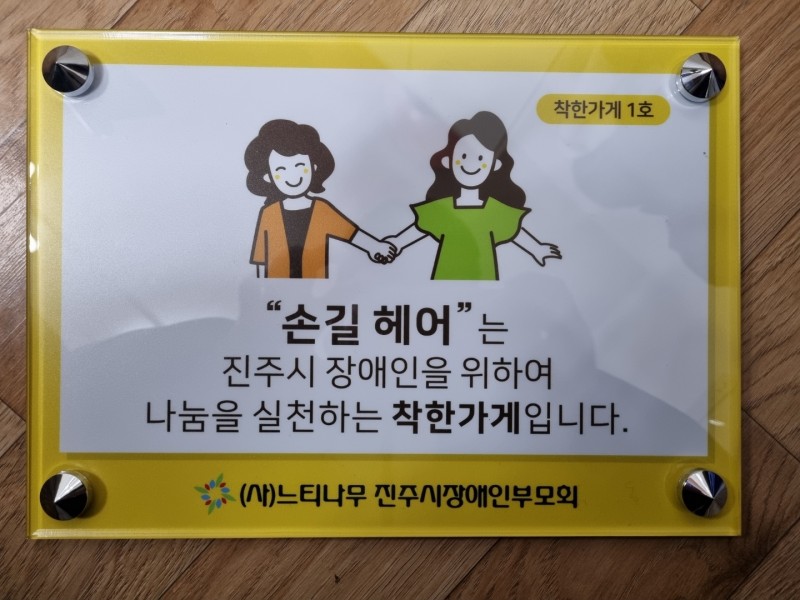 착한가게 1호
“손길 헤어”는
진주시 장애인을 위하여
나눔을 실천하는 착한가게입니다.
(사)느티나무 진주시장애인부모회